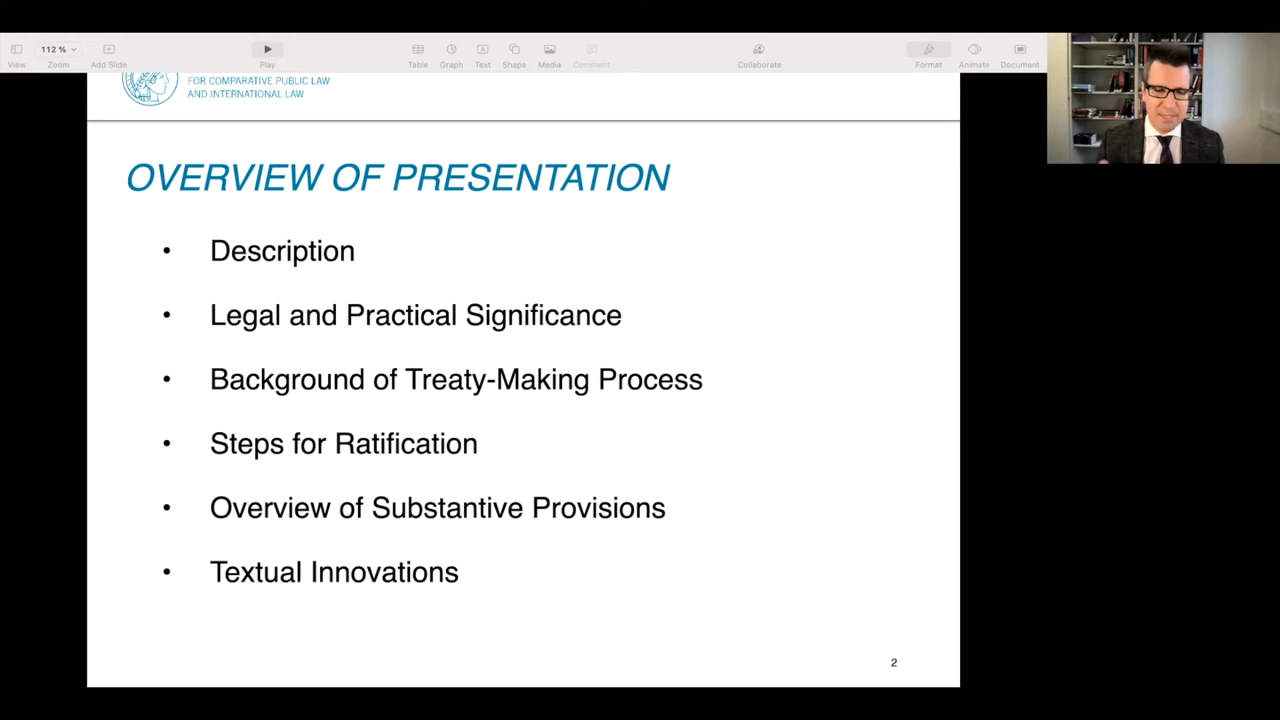 112 %
View
Zoom
Add Slide
Play
Table
Graph
Text
Shape
Media
Comment
Collaborate
Format
Animate
Document
FOR COMPARATIVE PUBLIC LAW
AND INTERNATIONAL LAW
OVERVIEW OF PRESENTATION
• Description
• Legal and Practical Significance
• Background of Treaty-Making Process
• Steps for Ratification
• Overview of Substantive Provisions
• Textual Innovations
2